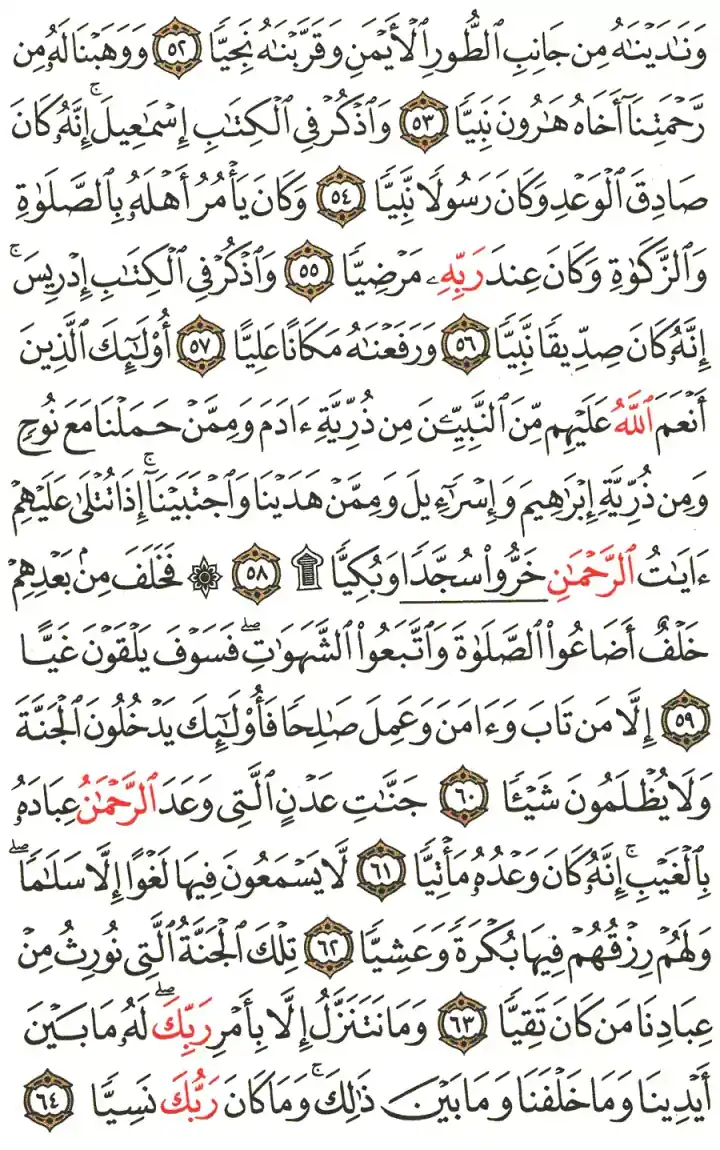 وَنَٰدَيۡنَٰهُ مِن جَانِبِ ٱلطُّورِ ٱلۡأَيۡمَنِ وَقَرَّبۡنَٰهُ نَجِيّٗا ٥٢ وَوَهَبۡنَا لَهُۥ مِن
رَّحۡمَتِنَآ أَخَاهُ هَٰرُونَ نَبِيّٗا ٥٣ وَٱذۡكُرۡ فِي ٱلۡكِتَٰبِ إِسۡمَٰعِيلَۚ إِنَّهُۥ كَانَ
صَادِقَ ٱلۡوَعۡدِ وَكَانَ رَسُولٗا نَّبِيّٗا ٥٤ وَكَانَ يَأۡمُرُ أَهۡلَهُۥ بِٱلصَّلَوٰةِ
وَٱلزَّكَوٰةِ وَكَانَ عِندَ رَبِّهِۦ مَرۡضِيّٗا ٥٥ وَٱذۡكُرۡ فِي ٱلۡكِتَٰبِ إِدۡرِيسَۚ
إِنَّهُۥ كَانَ صِدِّيقٗا نَّبِيّٗا ٥٦ وَرَفَعۡنَٰهُ مَكَانًا عَلِيًّا ٥٧ أُوْلَٰٓئِكَ ٱلَّذِينَ
أَنۡعَمَ ٱللَّهُ عَلَيۡهِم مِّنَ ٱلنَّبِيِّـۧنَ مِن ذُرِّيَّةِ ءَادَمَ وَمِمَّنۡ حَمَلۡنَا مَعَ نُوحٖ
وَمِن ذُرِّيَّةِ إِبۡرَٰهِيمَ وَإِسۡرَٰٓءِيلَ وَمِمَّنۡ هَدَيۡنَا وَٱجۡتَبَيۡنَآۚ إِذَا تُتۡلَىٰ عَلَيۡهِمۡ
ءَايَٰتُ ٱلرَّحۡمَٰنِ خَرُّواْ سُجَّدٗا وَبُكِيّٗا ۩ ٥٨ ۞ فَخَلَفَ مِنۢ بَعۡدِهِمۡ
خَلۡفٌ أَضَاعُواْ ٱلصَّلَوٰةَ وَٱتَّبَعُواْ ٱلشَّهَوَٰتِۖ فَسَوۡفَ يَلۡقَوۡنَ غَيًّا
٥٩ إِلَّا مَن تَابَ وَءَامَنَ وَعَمِلَ صَٰلِحٗا فَأُوْلَٰٓئِكَ يَدۡخُلُونَ ٱلۡجَنَّةَ
وَلَا يُظۡلَمُونَ شَيۡـٔٗا ٦٠ جَنَّٰتِ عَدۡنٍ ٱلَّتِي وَعَدَ ٱلرَّحۡمَٰنُ عِبَادَهُۥ
بِٱلۡغَيۡبِۚ إِنَّهُۥ كَانَ وَعۡدُهُۥ مَأۡتِيّٗا ٦١ لَّا يَسۡمَعُونَ فِيهَا لَغۡوًا إِلَّا سَلَٰمٗاۖ
وَلَهُمۡ رِزۡقُهُمۡ فِيهَا بُكۡرَةٗ وَعَشِيّٗا ٦٢ تِلۡكَ ٱلۡجَنَّةُ ٱلَّتِي نُورِثُ مِنۡ
عِبَادِنَا مَن كَانَ تَقِيّٗا ٦٣ وَمَا نَتَنَزَّلُ إِلَّا بِأَمۡرِ رَبِّكَۖ لَهُۥ مَا بَيۡنَ
أَيۡدِينَا وَمَا خَلۡفَنَا وَمَا بَيۡنَ ذَٰلِكَۚ وَمَا كَانَ رَبُّكَ نَسِيّٗا ٦٤